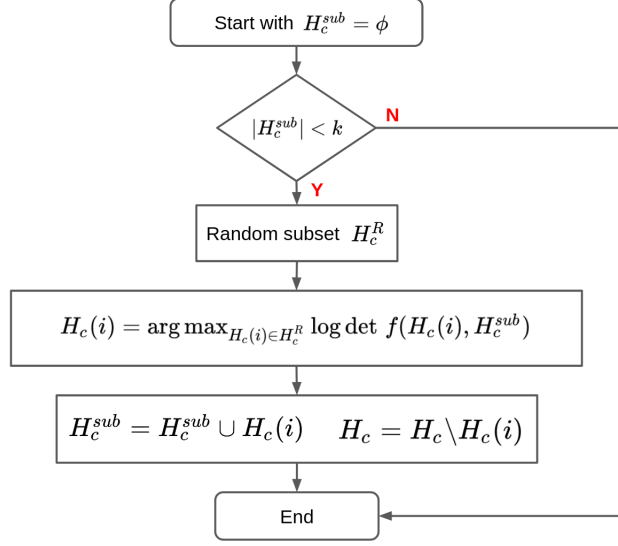 Start with $H_c^{sub} = \phi$
$|H_c^{sub}| < k$
N
Y
Random subset $H_c^R$
$H_c(i) = \arg\max_{H_c(i) \in H_c^R} \log\det f(H_c(i), H_c^{sub})$
$H_c^{sub} = H_c^{sub} \cup H_c(i)$ $H_c = H_c \backslash H_c(i)$
End